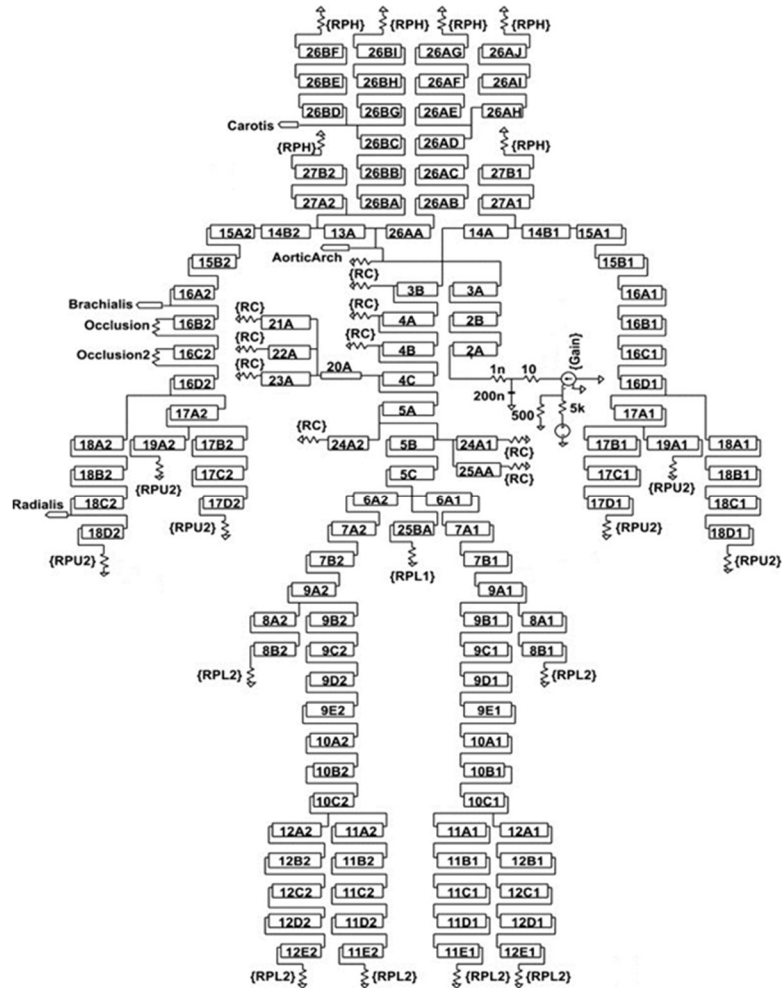 {RPH} {RPH} {RPH} {RPH}
26BF 26BI 26AG 26AJ
26BE 26BH 26AF 26AI
26BD 26BG 26AE 26AH
Carotis
26BC 26AD
{RPH} {RPH}
27B2 26BB 26AC 27B1
27A2 26BA 26AB 27A1
15A2 14B2 13A 26AA 14A 14B1 15A1
AorticArch
15B2 15B1
{RC}
16A2 3B 3A 16A1
Brachialis
{RC} {RC}
Occlusion 16B2 21A 4A 2B 16B1
{RC} {RC} {Gain}
Occlusion2 16C2 22A 4B 2A 16C1
{RC} 20A 1n 10
16D2 23A 4C 16D1
200n 500 5k
17A2 5A 17A1
18A2 19A2 17B2 24A2 5B 24A1 17B1 19A1 18A1
{RC} {RC}
18B2 {RPU2} 17C2 5C 25AA 17C1 {RPU2} 18B1
{RC}
Radialis 18C2 17D2 6A2 6A1 17D1 18C1
18D2 {RPU2} 7A2 25BA 7A1 {RPU2} 18D1
{RPU2} 7B2 {RPL1} 7B1 {RPU2}
9A2 9A1
8A2 9B2 9B1 8A1
8B2 9C2 9C1 8B1
{RPL2} 9D2 9D1 {RPL2}
9E2 9E1
10A2 10A1
10B2 10B1
10C2 10C1
12A2 11A2 11A1 12A1
12B2 11B2 11B1 12B1
12C2 11C2 11C1 12C1
12D2 11D2 11D1 12D1
12E2 11E2 11E1 12E1
{RPL2} {RPL2} {RPL2} {RPL2}